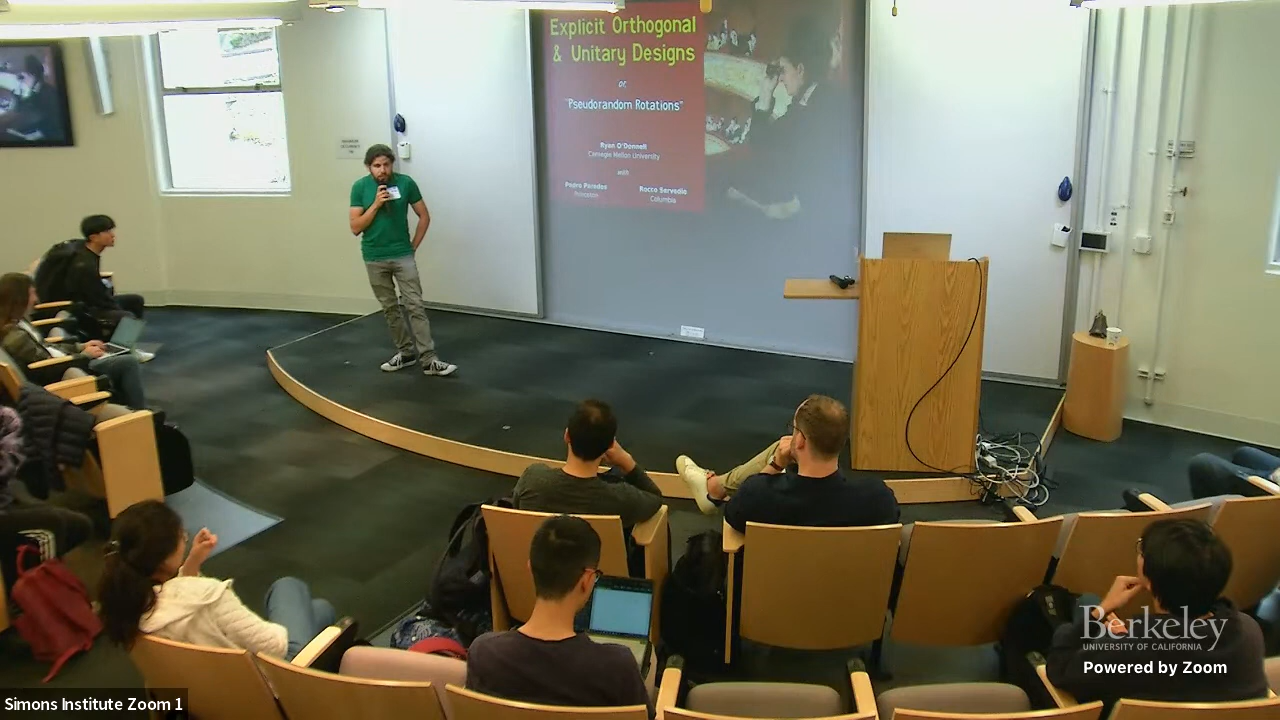 Explicit Orthogonal
& Unitary Designs
or
"Pseudorandom Rotations"
Ryan O'Donnell
Carnegie Mellon University
with
Pedro Paredes
Princeton
Rocco Servedio
Columbia
Berkeley
UNIVERSITY OF CALIFORNIA
Powered by Zoom
Simons Institute Zoom 1